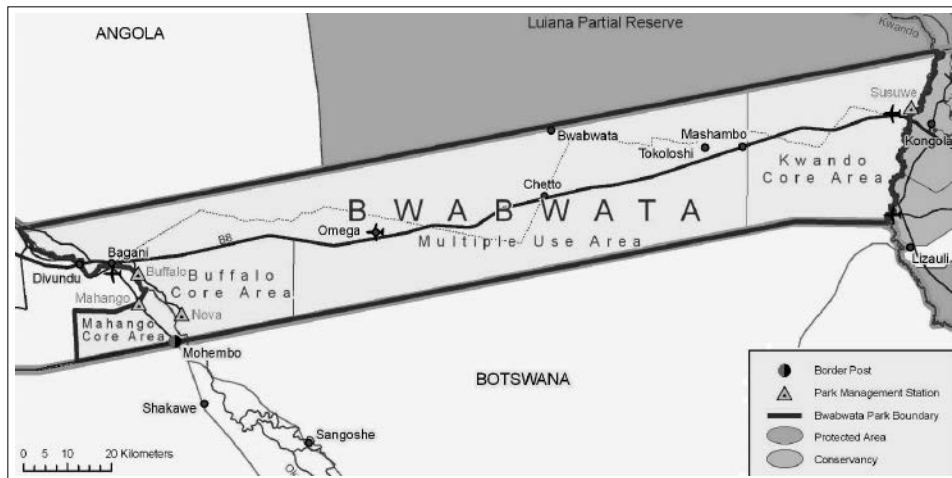 ANGOLA
Luiana Partial Reserve
Kwando
Susuwe
Bwabwata
Mashambo
Tokoloshi
Kongola
Kwando
Core Area
Chetto
BWABWATA
Multiple Use Area
Omega
B8
Bagani
Divundu
Buffalo
Buffalo
Core Area
Lizauli
Mahango
Nova
Mahango
Core Area
Mohembo
BOTSWANA
Shakawe
Sangoshe
Ok
0 5 10 20 Kilometers
Border Post
Park Management Station
Bwabwata Park Boundary
Protected Area
Conservancy